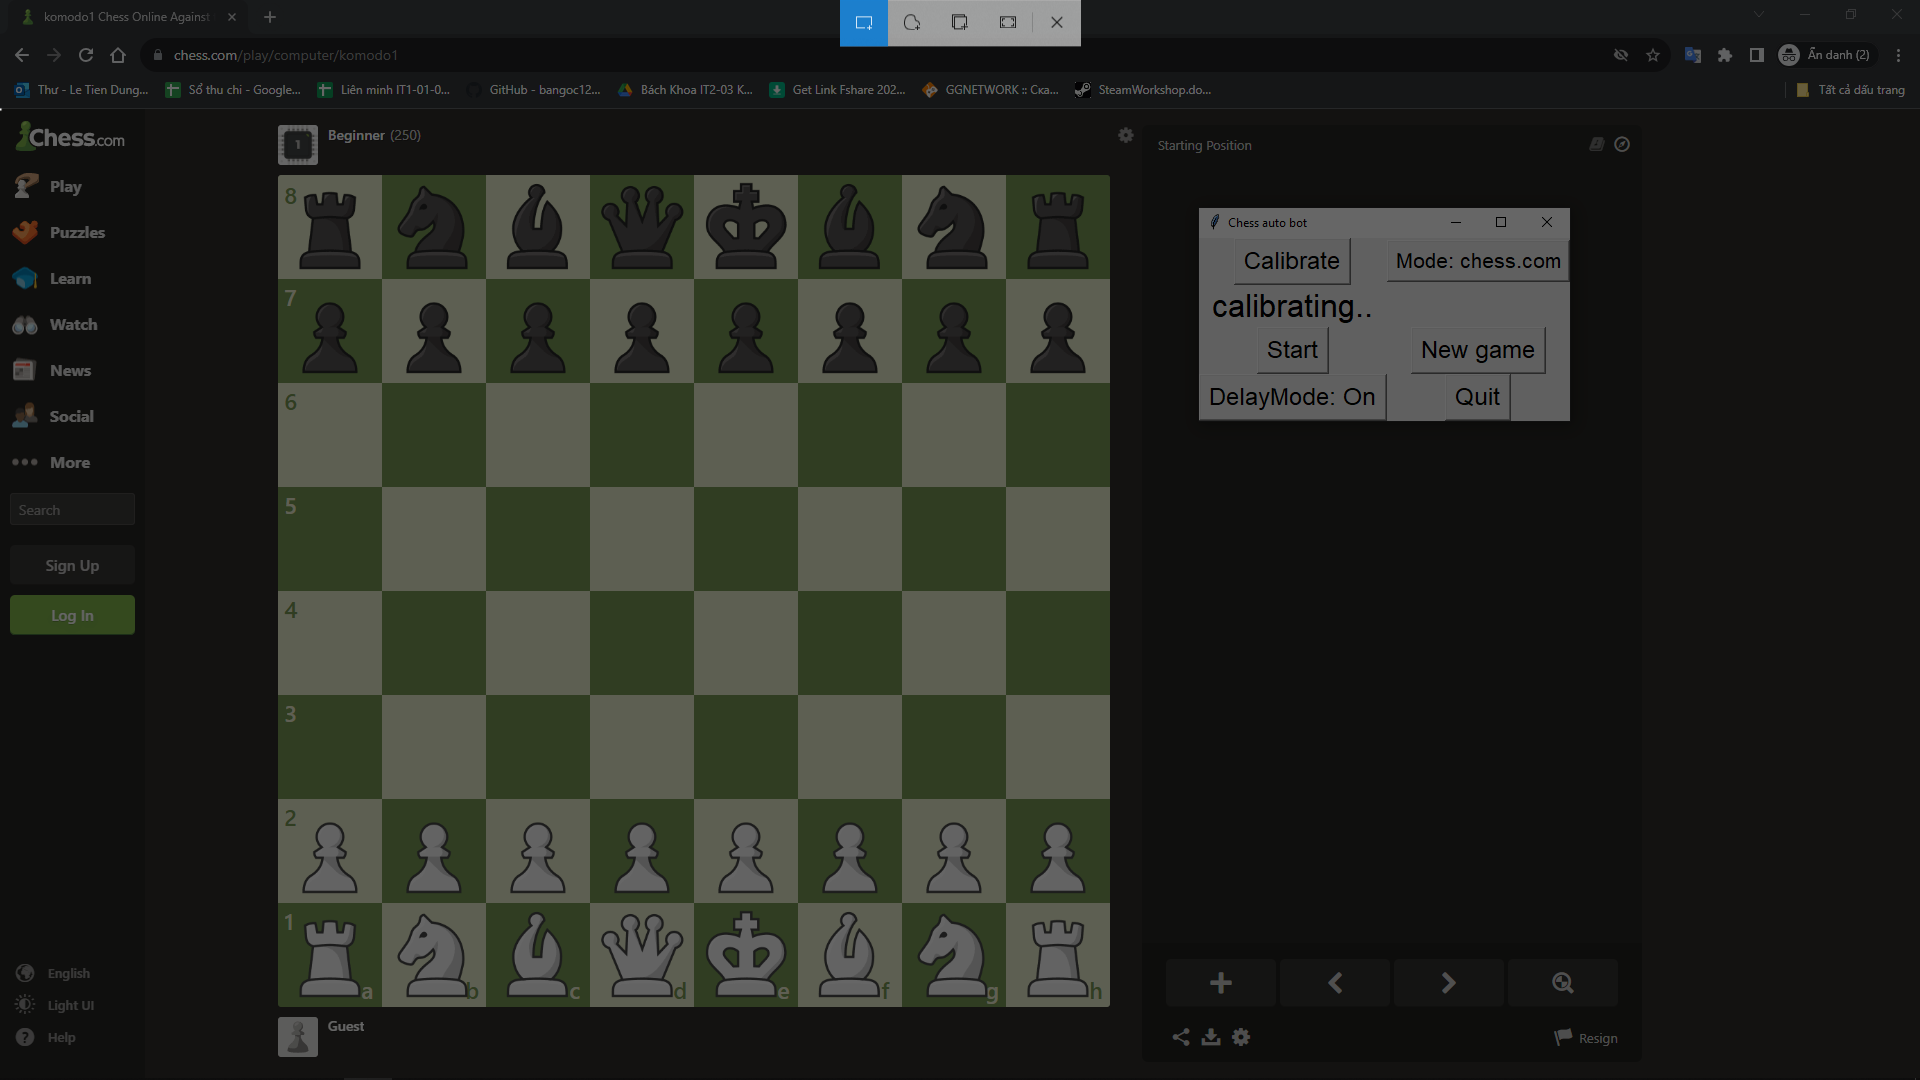 komodo1 Chess Online Against
chess.com/play/computer/komodo1
Ẩn danh (2)
Thư - Le Tien Dung...
Sổ thu chi - Google...
Liên minh IT1-01-0...
GitHub - bangoc12...
Bách Khoa IT2-03 K...
Get Link Fshare 202...
GGNETWORK :: Ска...
SteamWorkshop.do...
Tất cả dấu trang
Chess.com
Play
Puzzles
Learn
Watch
News
Social
More
Search
Sign Up
Log In
English
Light UI
Help
1
Beginner (250)
8
7
6
5
4
3
2
1
a b c d e f g h
Guest
Starting Position
Chess auto bot
Calibrate
Mode: chess.com
calibrating..
Start
New game
DelayMode: On
Quit
Resign